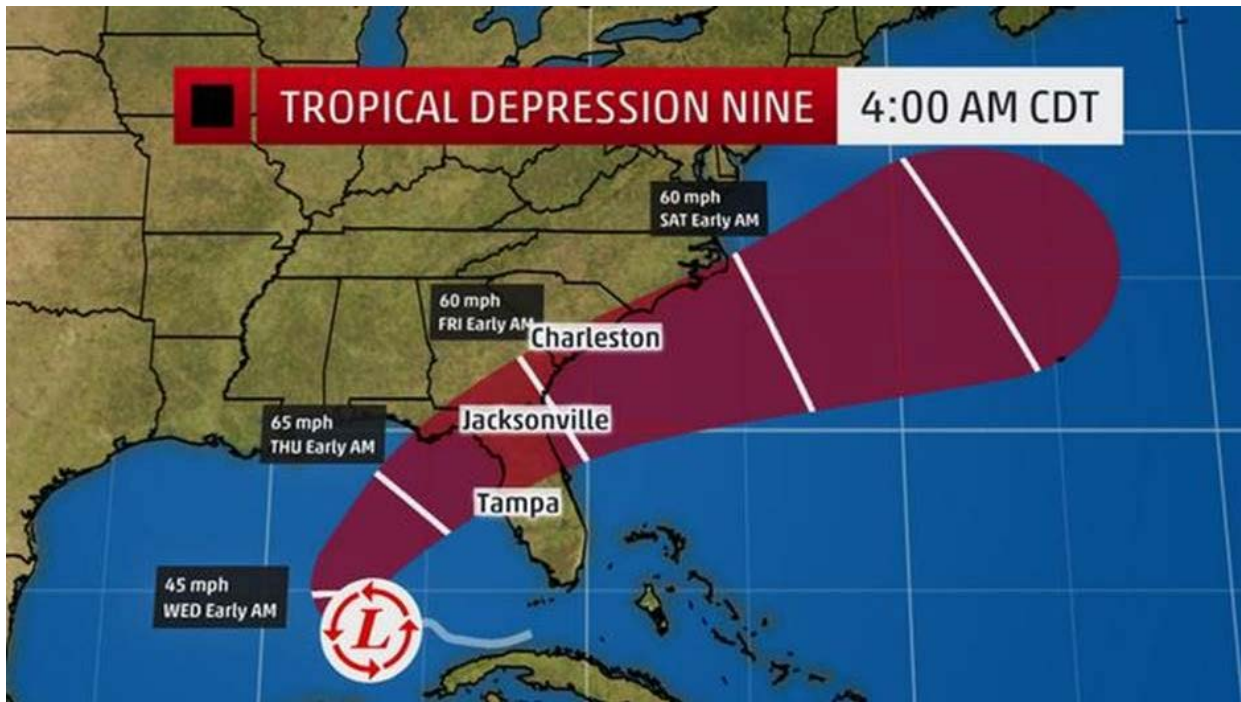 TROPICAL DEPRESSION NINE
4:00 AM CDT
60 mph
SAT Early AM
60 mph
FRI Early AM
Charleston
65 mph
THU Early AM
Jacksonville
Tampa
45 mph
WED Early AM
L